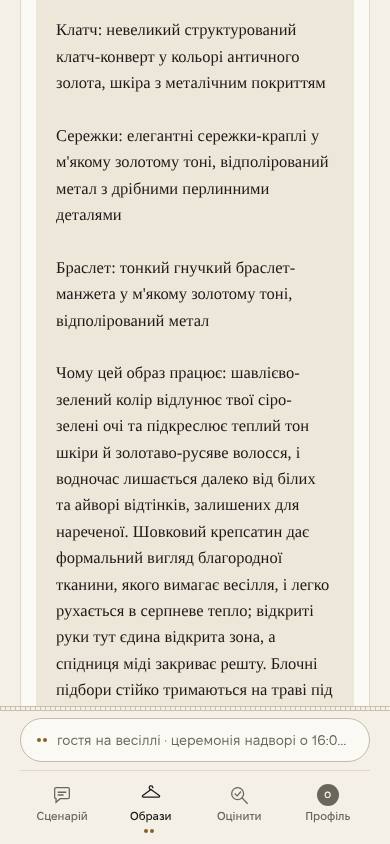 Клатч: невеликий структурований
клатч-конверт у кольорі античного
золота, шкіра з металічним покриттям
Сережки: елегантні сережки-краплі у
м'якому золотому тоні, відполірований
метал з дрібними перлинними
деталями
Браслет: тонкий гнучкий браслет-
манжета у м'якому золотому тоні,
відполірований метал
Чому цей образ працює: шавлієво-
зелений колір відлунює твої сіро-
зелені очі та підкреслює теплий тон
шкіри й золотаво-русяве волосся, і
водночас лишається далеко від білих
та айворі відтінків, залишених для
нареченої. Шовковий крепсатин дає
формальний вигляд благородної
тканини, якого вимагає весілля, і легко
рухається в серпневе тепло; відкриті
руки тут єдина відкрита зона, а
спідниця міді закриває решту. Блочні
підбори стійко тримаються на траві під
гостя на весіллі · церемонія надворі о 16:0...
Сценарій
Образи
Оцінити
О
Профіль